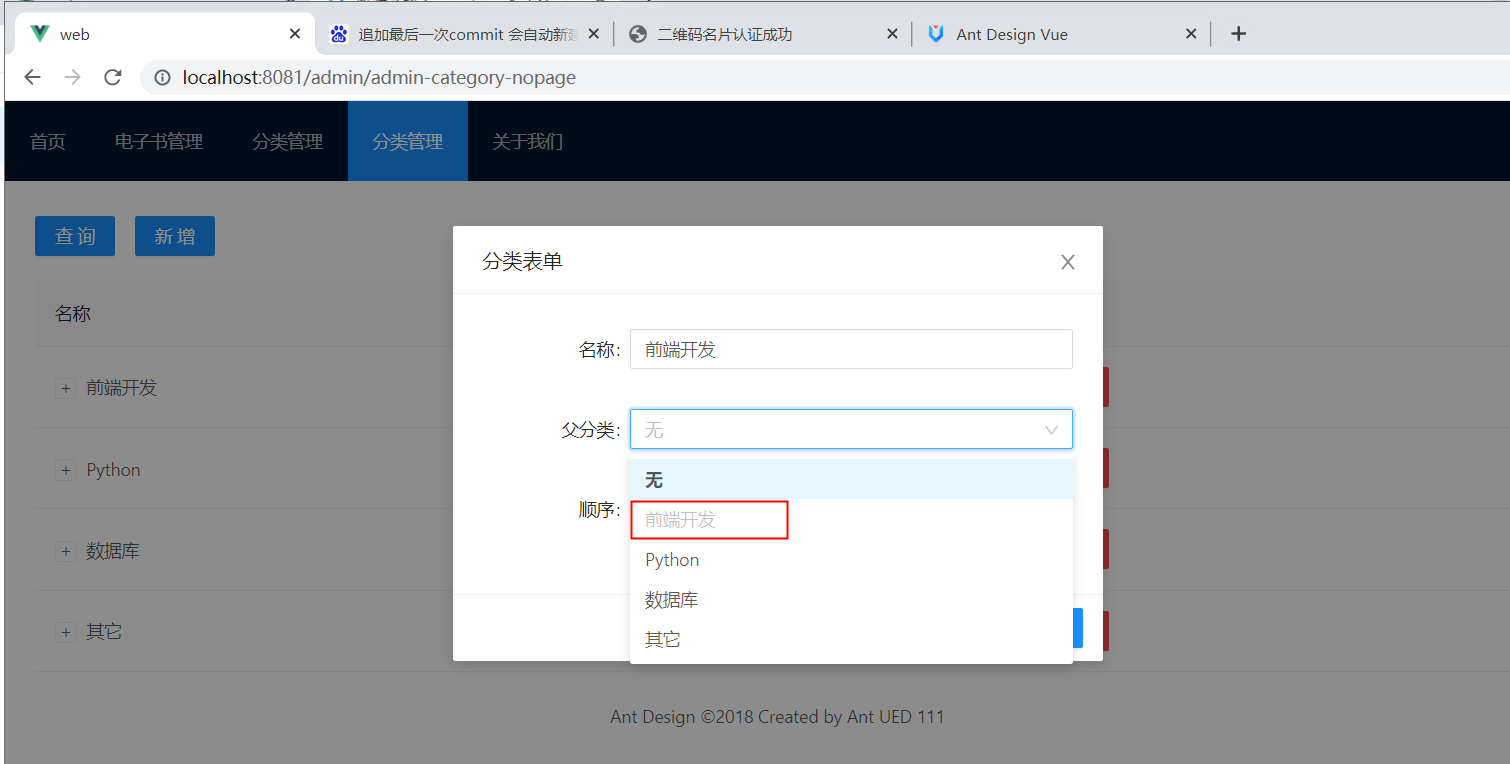 web
追加最后一次commit 会自动新建
二维码名片认证成功
Ant Design Vue
localhost:8081/admin/admin-category-nopage
首页
电子书管理
分类管理
分类管理
关于我们
查 询
新 增
分类表单
名称
名称:
前端开发
前端开发
父分类:
无
Python
无
顺序:
前端开发
Python
数据库
数据库
其它
其它
Ant Design ©2018 Created by Ant UED 111